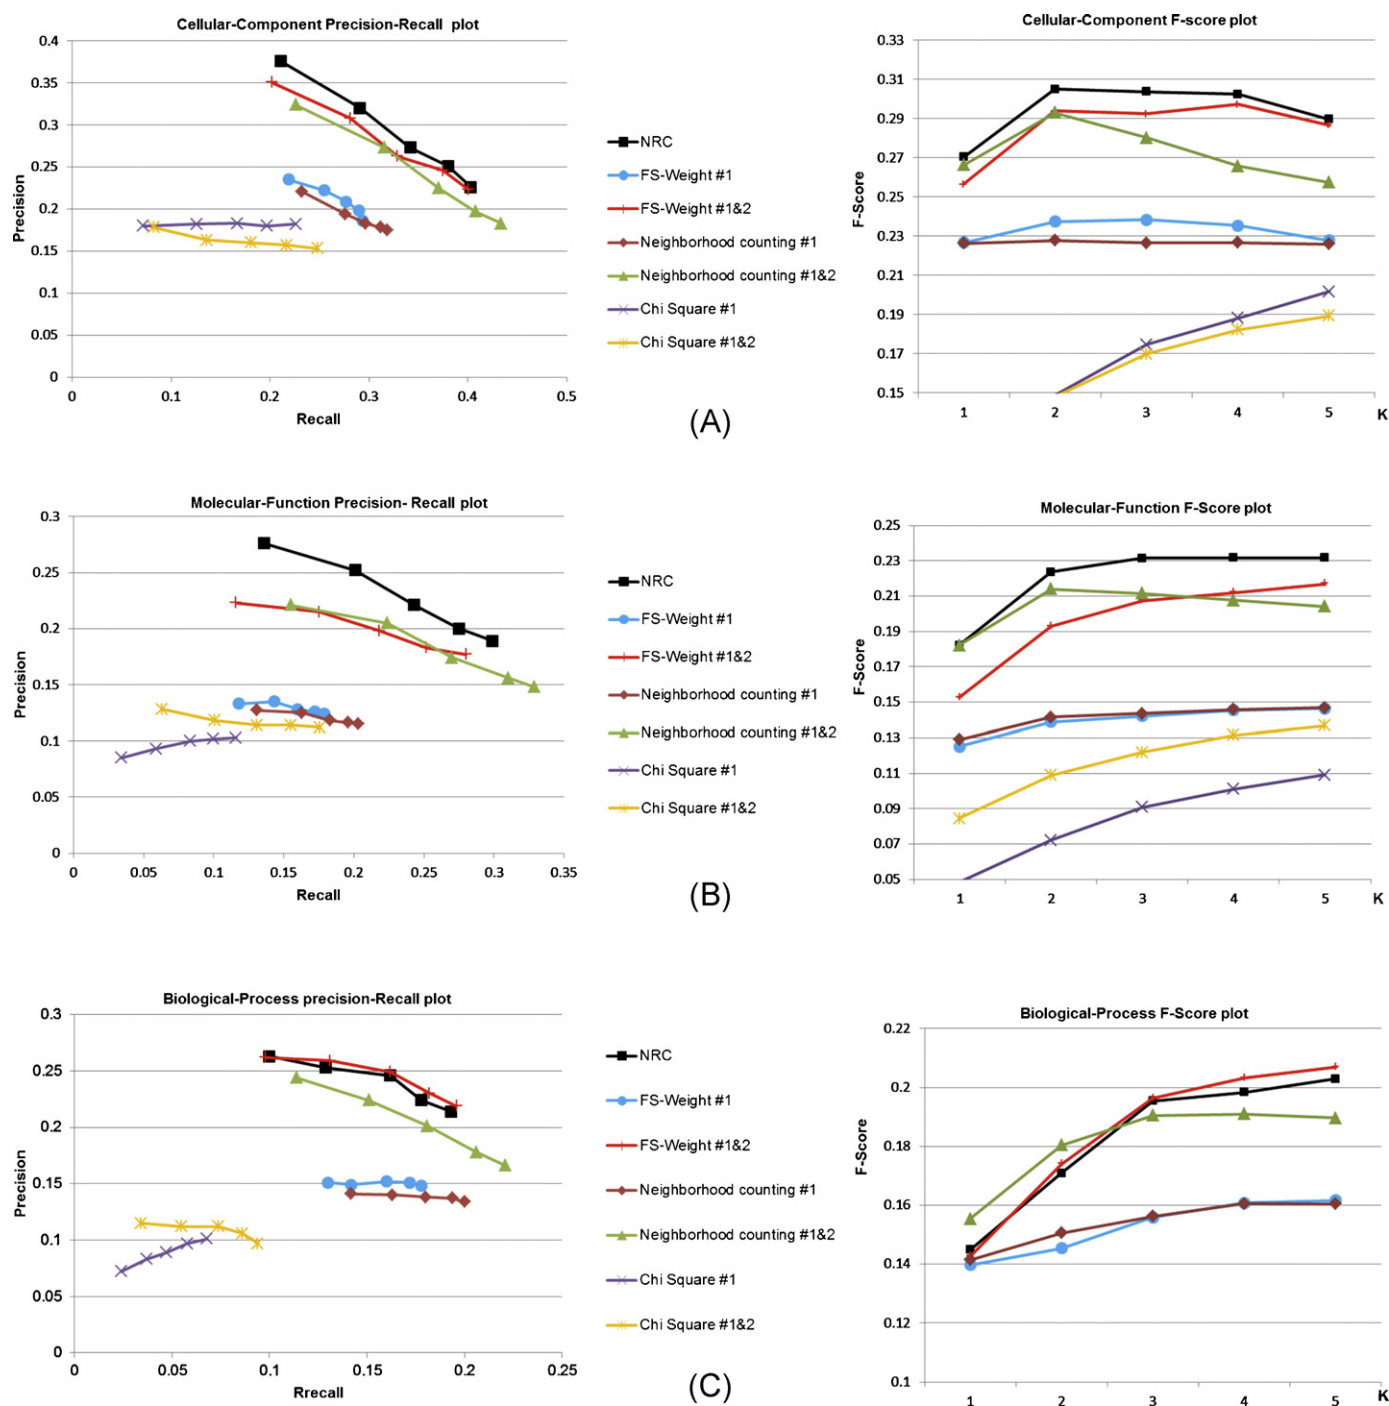 Cellular-Component Precision-Recall plot
0.4
0.35
0.3
0.25
0.2
0.15
0.1
0.05
0
Precision
0 0.1 0.2 0.3 0.4 0.5
Recall
NRC
FS-Weight #1
FS-Weight #1&2
Neighborhood counting #1
Neighborhood counting #1&2
Chi Square #1
Chi Square #1&2
Cellular-Component F-score plot
0.33
0.31
0.29
0.27
0.25
0.23
0.21
0.19
0.17
0.15
F-Score
1 2 3 4 5 K
(A)
Molecular-Function Precision- Recall plot
0.3
0.25
0.2
0.15
0.1
0.05
0
Precision
0 0.05 0.1 0.15 0.2 0.25 0.3 0.35
Recall
NRC
FS-Weight #1
FS-Weight #1&2
Neighborhood counting #1
Neighborhood counting #1&2
Chi Square #1
Chi Square #1&2
Molecular-Function F-Score plot
0.25
0.23
0.21
0.19
0.17
0.15
0.13
0.11
0.09
0.07
0.05
F-Score
1 2 3 4 5 K
(B)
Biological-Process precision-Recall plot
0.3
0.25
0.2
0.15
0.1
0.05
0
Precision
0 0.05 0.1 0.15 0.2 0.25
Rrecall
NRC
FS-Weight #1
FS-Weight #1&2
Neighborhood counting #1
Neighborhood counting #1&2
Chi Square #1
Chi Square #1&2
Biological-Process F-Score plot
0.22
0.2
0.18
0.16
0.14
0.12
0.1
F-Score
1 2 3 4 5 K
(C)